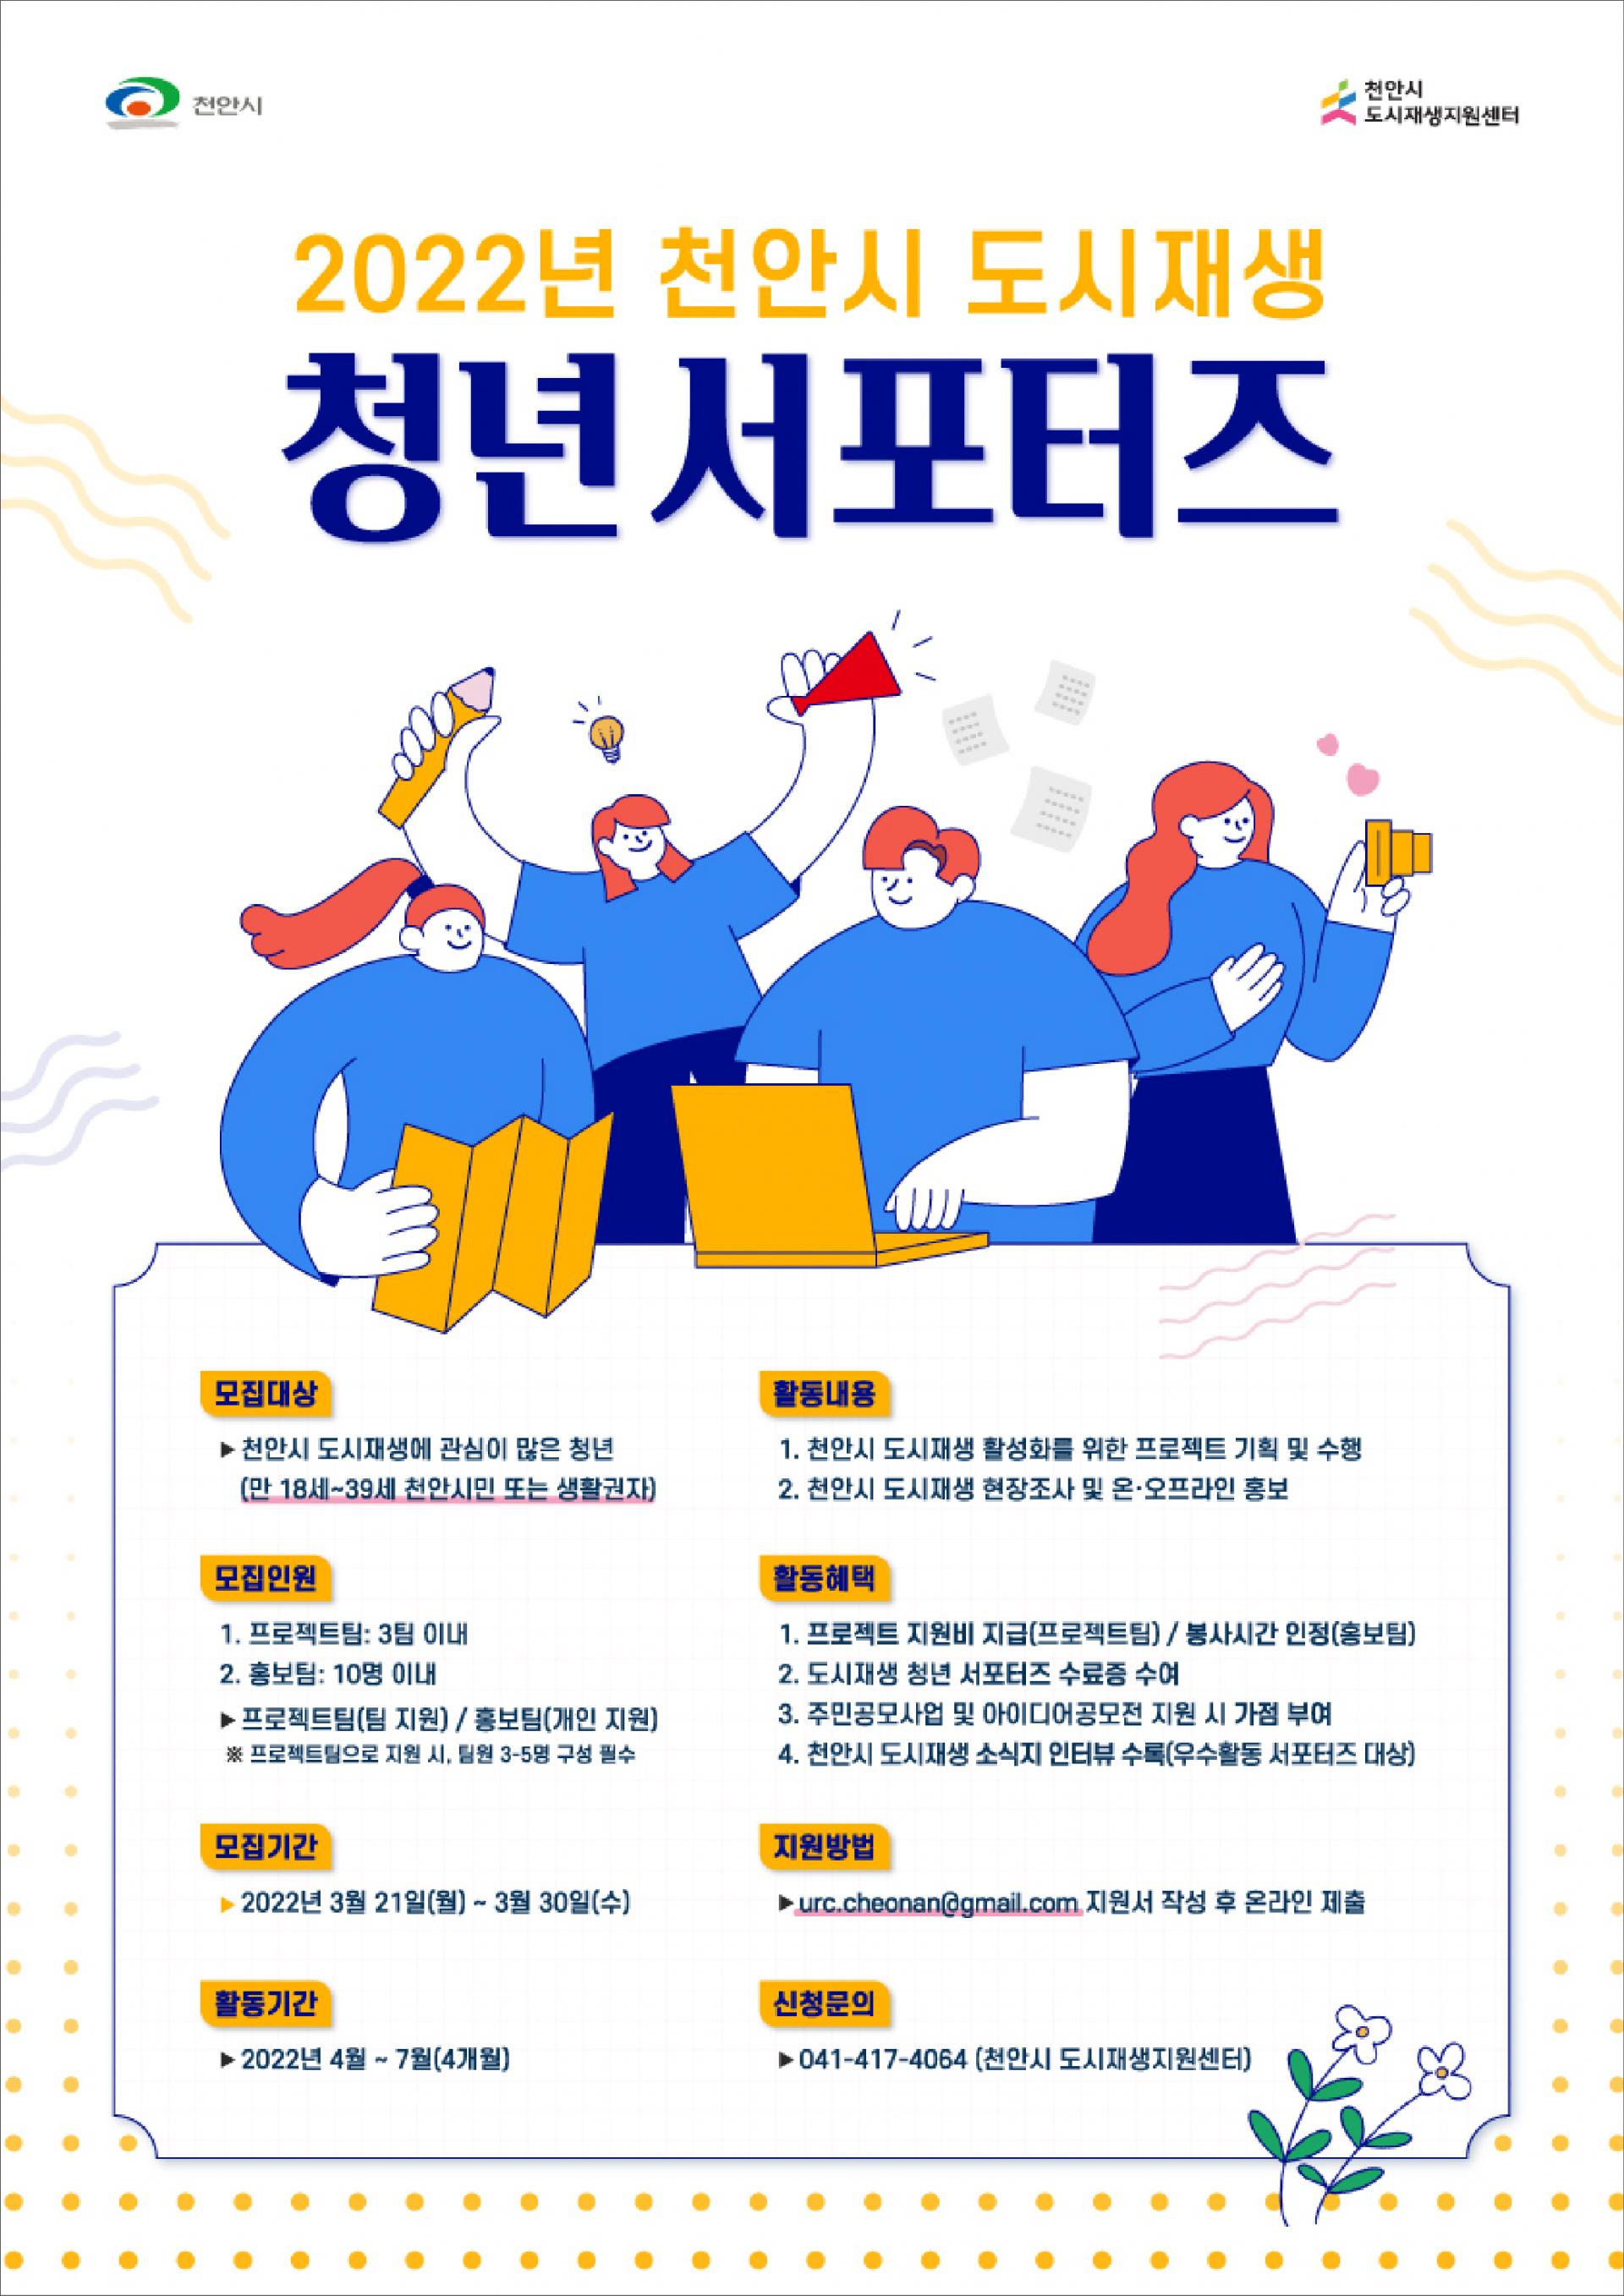 천안시
천안시
도시재생지원센터
2022년 천안시 도시재생
청년서포터즈
모집대상
▶ 천안시 도시재생에 관심이 많은 청년
(만 18세~39세 천안시민 또는 생활권자)
모집인원
1. 프로젝트팀: 3팀 이내
2. 홍보팀: 10명 이내
▶ 프로젝트팀(팀 지원) / 홍보팀(개인 지원)
※ 프로젝트팀으로 지원 시, 팀원 3-5명 구성 필수
모집기간
▶ 2022년 3월 21일(월) ~ 3월 30일(수)
활동기간
▶ 2022년 4월 ~ 7월(4개월)
활동내용
1. 천안시 도시재생 활성화를 위한 프로젝트 기획 및 수행
2. 천안시 도시재생 현장조사 및 온·오프라인 홍보
활동혜택
1. 프로젝트 지원비 지급(프로젝트팀) / 봉사시간 인정(홍보팀)
2. 도시재생 청년 서포터즈 수료증 수여
3. 주민공모사업 및 아이디어공모전 지원 시 가점 부여
4. 천안시 도시재생 소식지 인터뷰 수록(우수활동 서포터즈 대상)
지원방법
▶ urc.cheonan@gmail.com 지원서 작성 후 온라인 제출
신청문의
▶ 041-417-4064 (천안시 도시재생지원센터)